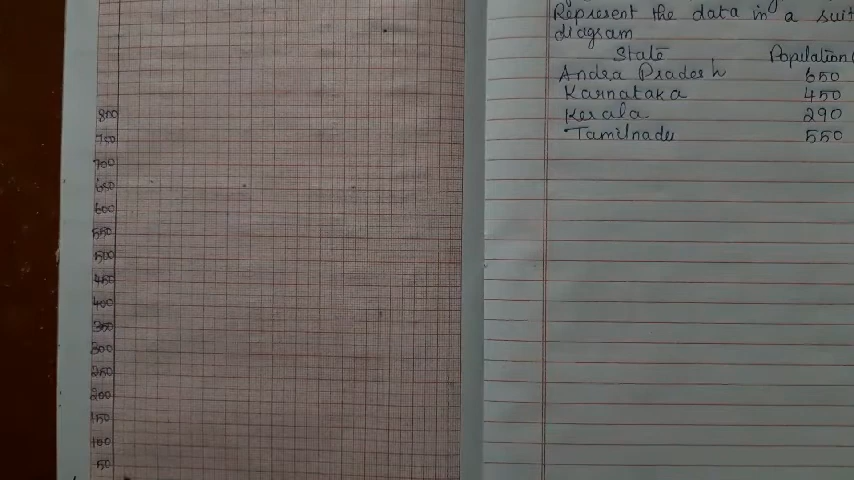 800
750
700
650
600
550
500
450
400
350
300
250
200
150
100
50
Represent the data in a suit
diagram
State Population
Andra Pradesh 650
Karnataka 450
Kerala 290
Tamilnadu 550